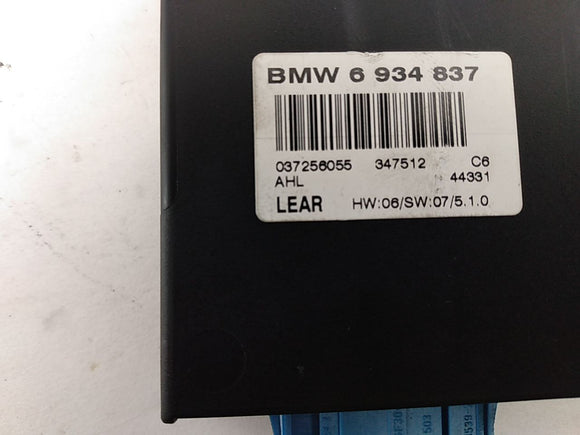 BMW 6 934 837
037256055 347512 C6
AHL 44331
LEAR HW:06/SW:07/5.1.0